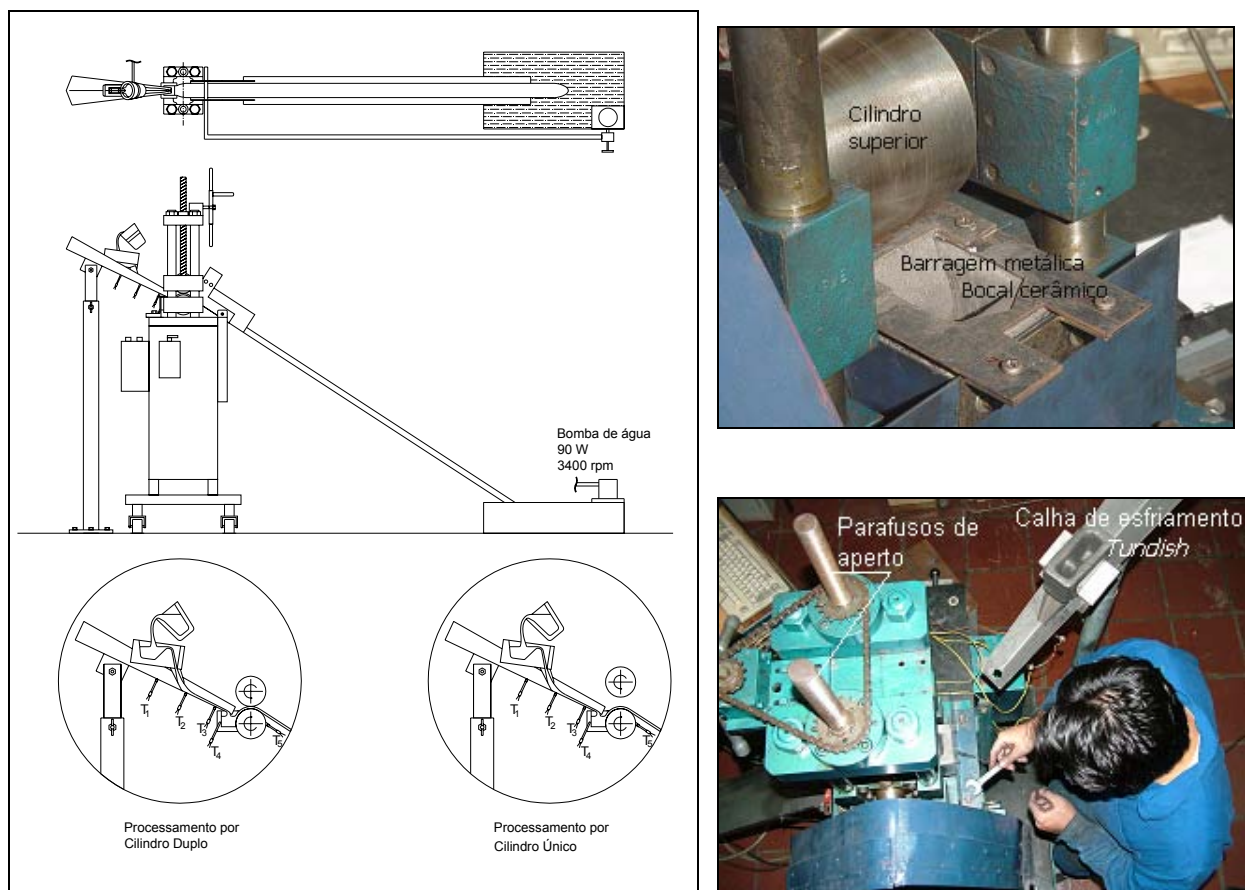 Bomba de água
90 W
3400 rpm
T1
T2
T3
T4
T5
Processamento por
Cilindro Duplo
T1
T2
T3
T4
T5
Processamento por
Cilindro Único
Cilindro
superior
Barragem metálica
Bocal cerâmico
Parafusos de
aperto
Calha de esfriamento
Tundish